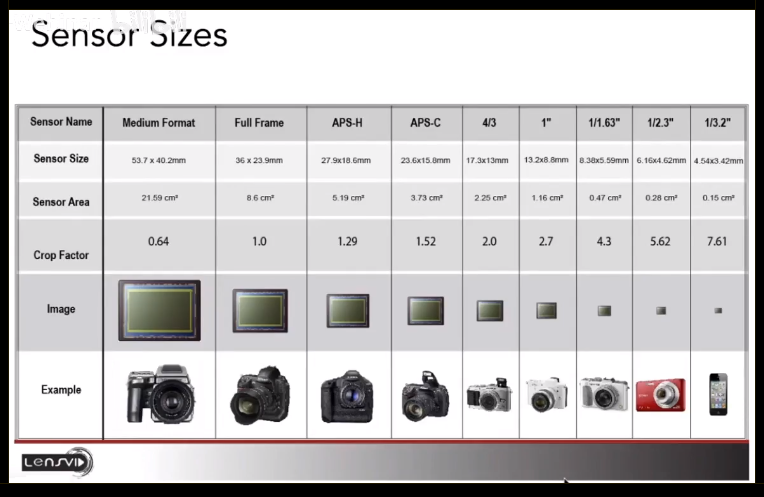 Sensor Sizes
Sensor Name Medium Format Full Frame APS-H APS-C 4/3 1" 1/1.63" 1/2.3" 1/3.2"
Sensor Size 53.7 x 40.2mm 36 x 23.9mm 27.9x18.6mm 23.6x15.8mm 17.3x13mm 13.2x8.8mm 8.38x5.59mm 6.16x4.62mm 4.54x3.42mm
Sensor Area 21.59 cm² 8.6 cm² 5.19 cm² 3.73 cm² 2.25 cm² 1.16 cm² 0.47 cm² 0.28 cm² 0.15 cm²
Crop Factor 0.64 1.0 1.29 1.52 2.0 2.7 4.3 5.62 7.61
Image
Example
LENSVID